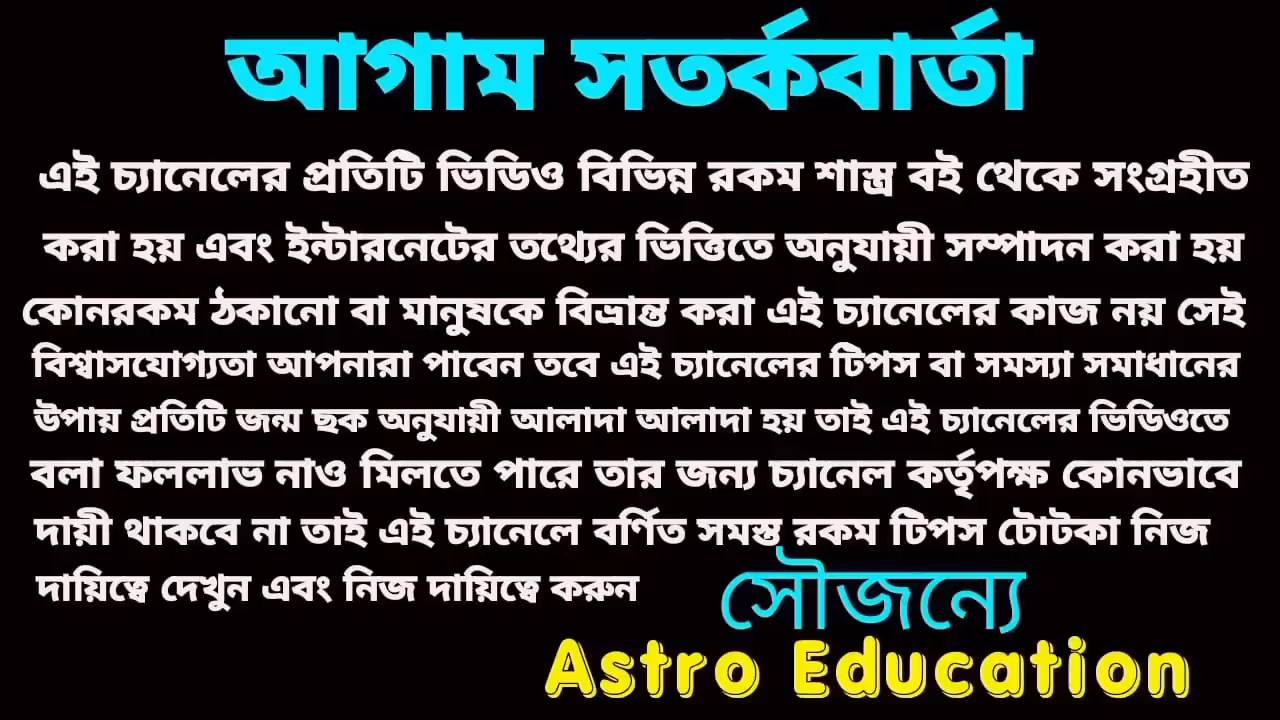 আগাম সতর্কবার্তা
এই চ্যানেলের প্রতিটি ভিডিও বিভিন্ন রকম শাস্ত্র বই থেকে সংগ্রহীত
করা হয় এবং ইন্টারনেটের তথ্যের ভিত্তিতে অনুযায়ী সম্পাদন করা হয়
কোনরকম ঠকানো বা মানুষকে বিভ্রান্ত করা এই চ্যানেলের কাজ নয় সেই
বিশ্বাসযোগ্যতা আপনারা পাবেন তবে এই চ্যানেলের টিপস বা সমস্যা সমাধানের
উপায় প্রতিটি জন্ম ছক অনুযায়ী আলাদা আলাদা হয় তাই এই চ্যানেলের ভিডিওতে
বলা ফললাভ নাও মিলতে পারে তার জন্য চ্যানেল কর্তৃপক্ষ কোনভাবে
দায়ী থাকবে না তাই এই চ্যানেলে বর্ণিত সমস্ত রকম টিপস টোটকা নিজ
দায়িত্বে দেখুন এবং নিজ দায়িত্বে করুন
সৌজন্যে
Astro Education